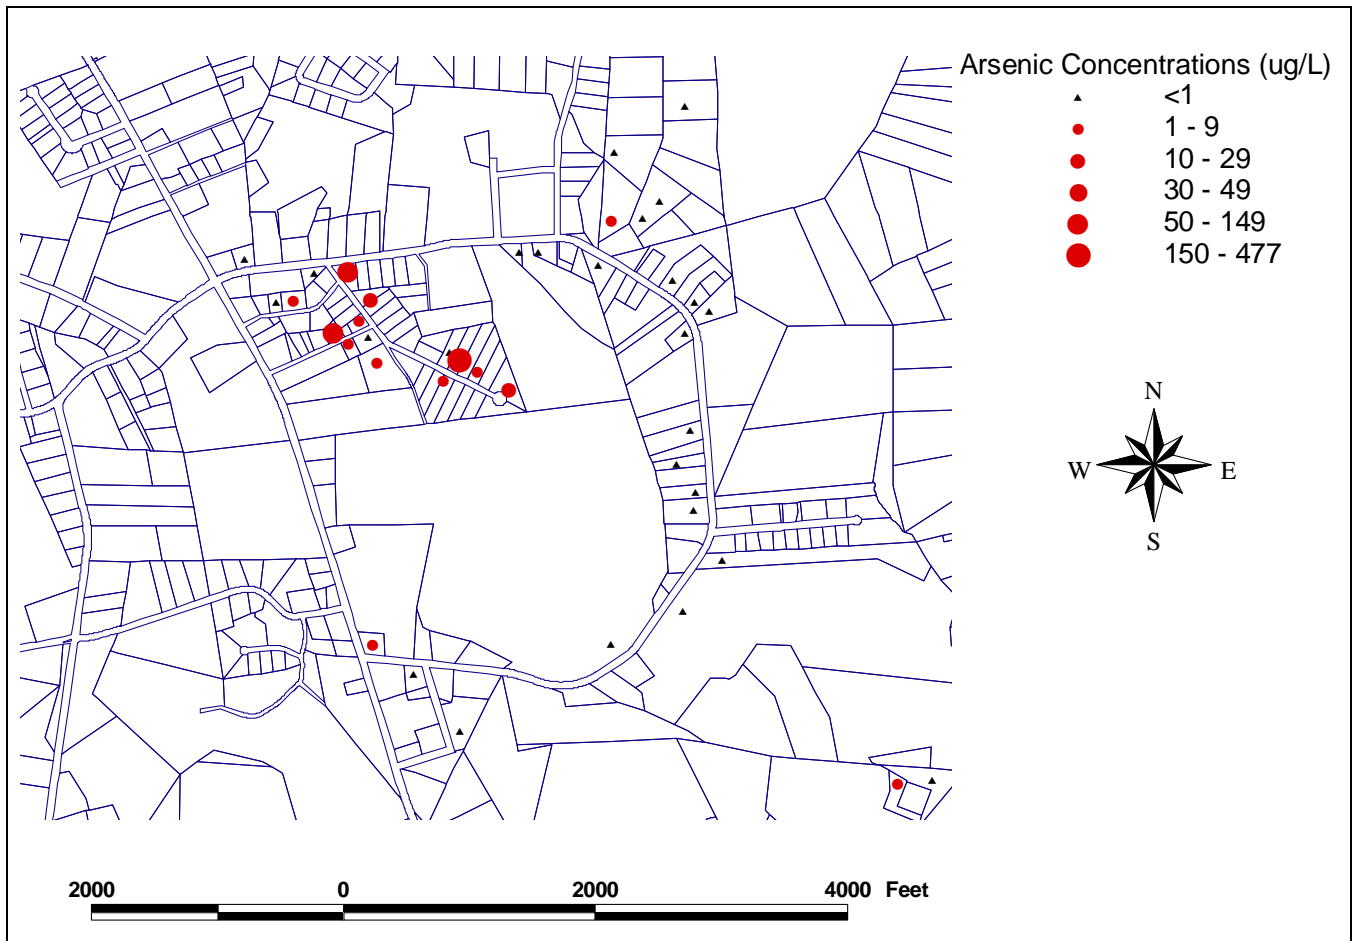 Arsenic Concentrations (ug/L)
<1
1 - 9
10 - 29
30 - 49
50 - 149
150 - 477
N
W E
S
2000 0 2000 4000 Feet